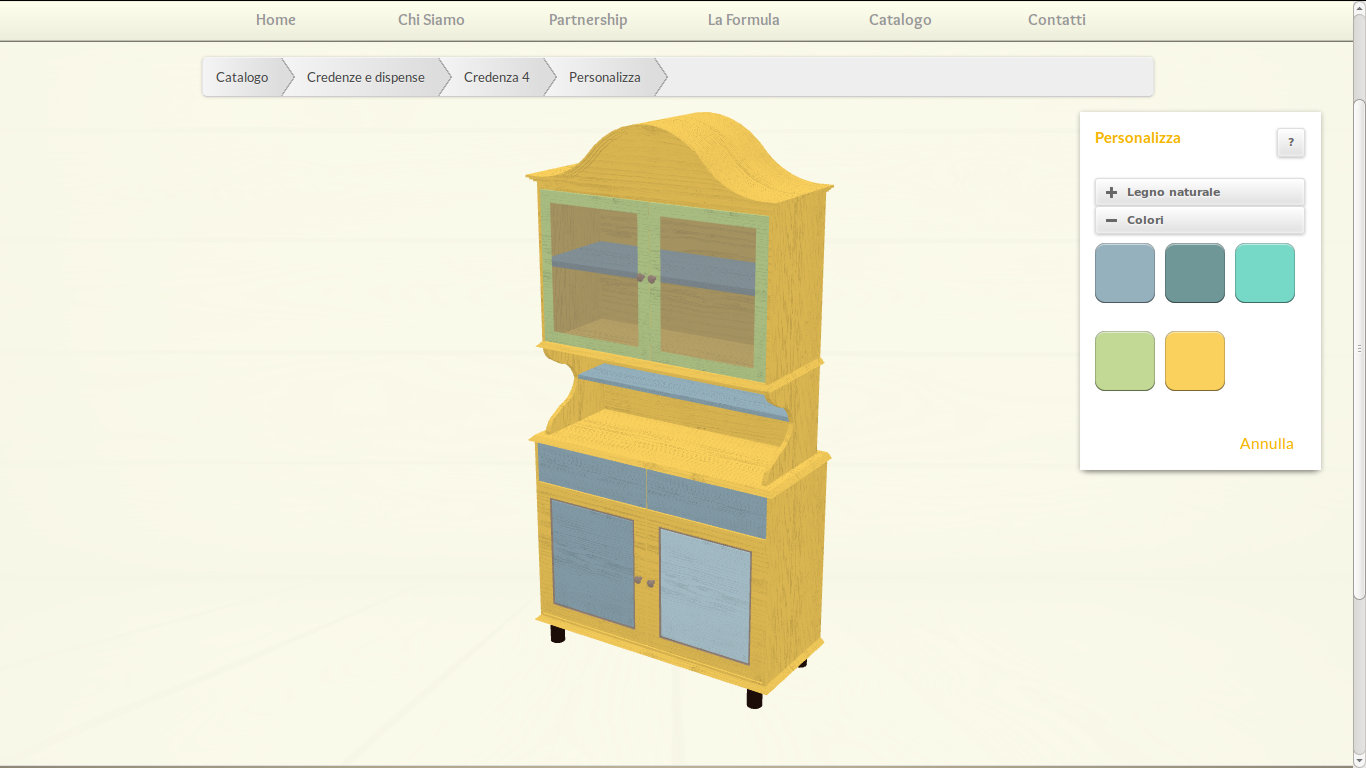 Home Chi Siamo Partnership La Formula Catalogo Contatti
Catalogo Credenze e dispense Credenza 4 Personalizza
Personalizza ?
+ Legno naturale
− Colori
Annulla